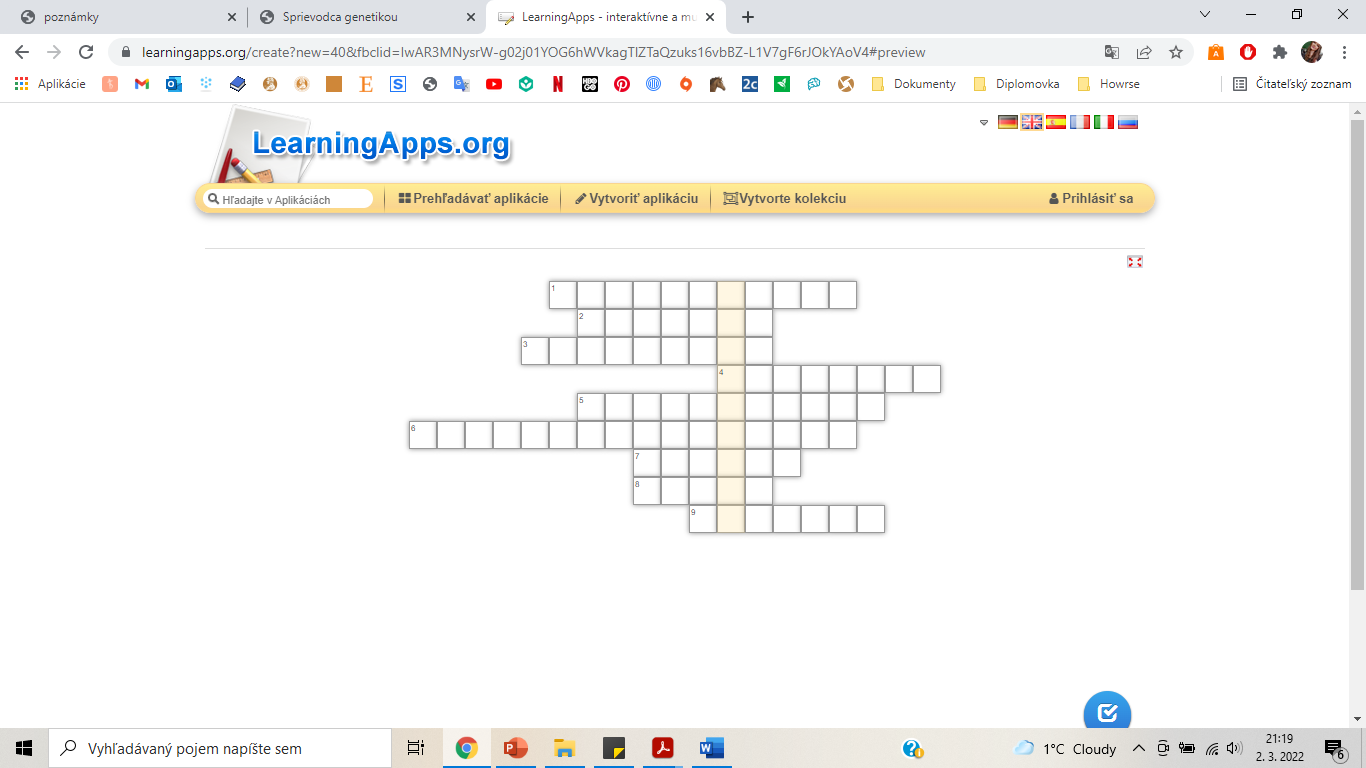 poznámky
Sprievodca genetikou
LearningApps - interaktívne a mu
learningapps.org/create?new=40&fbclid=IwAR3MNysrW-g02j01YOG6hWVkagTlZTaQzuks16vbBZ-L1V7gF6rJOkYAoV4#preview
Aplikácie
Dokumenty
Diplomovka
Howrse
Čitateľský zoznam
LearningApps.org
Hľadajte v Aplikáciách
Prehľadávať aplikácie
Vytvoriť aplikáciu
Vytvorte kolekciu
Prihlásiť sa
1
2
3
4
5
6
7
8
9
Vyhľadávaný pojem napíšte sem
1°C Cloudy
21:19
2. 3. 2022
6